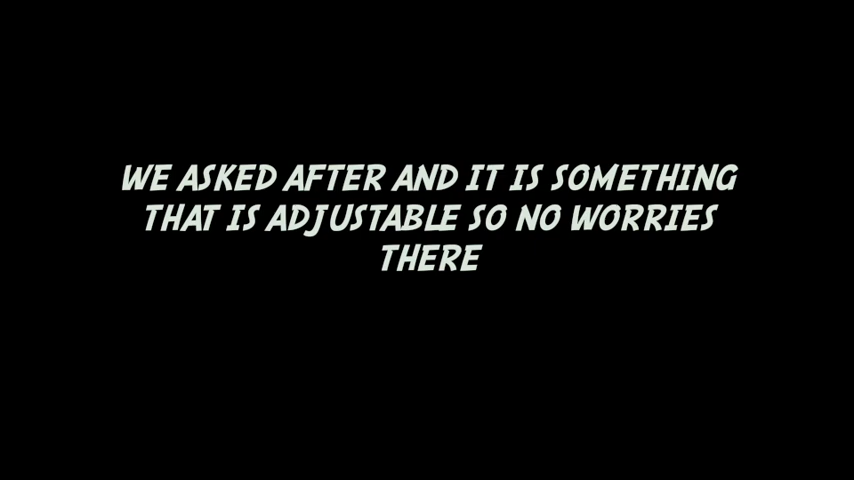 WE ASKED AFTER AND IT IS SOMETHING
THAT IS ADJUSTABLE SO NO WORRIES
THERE